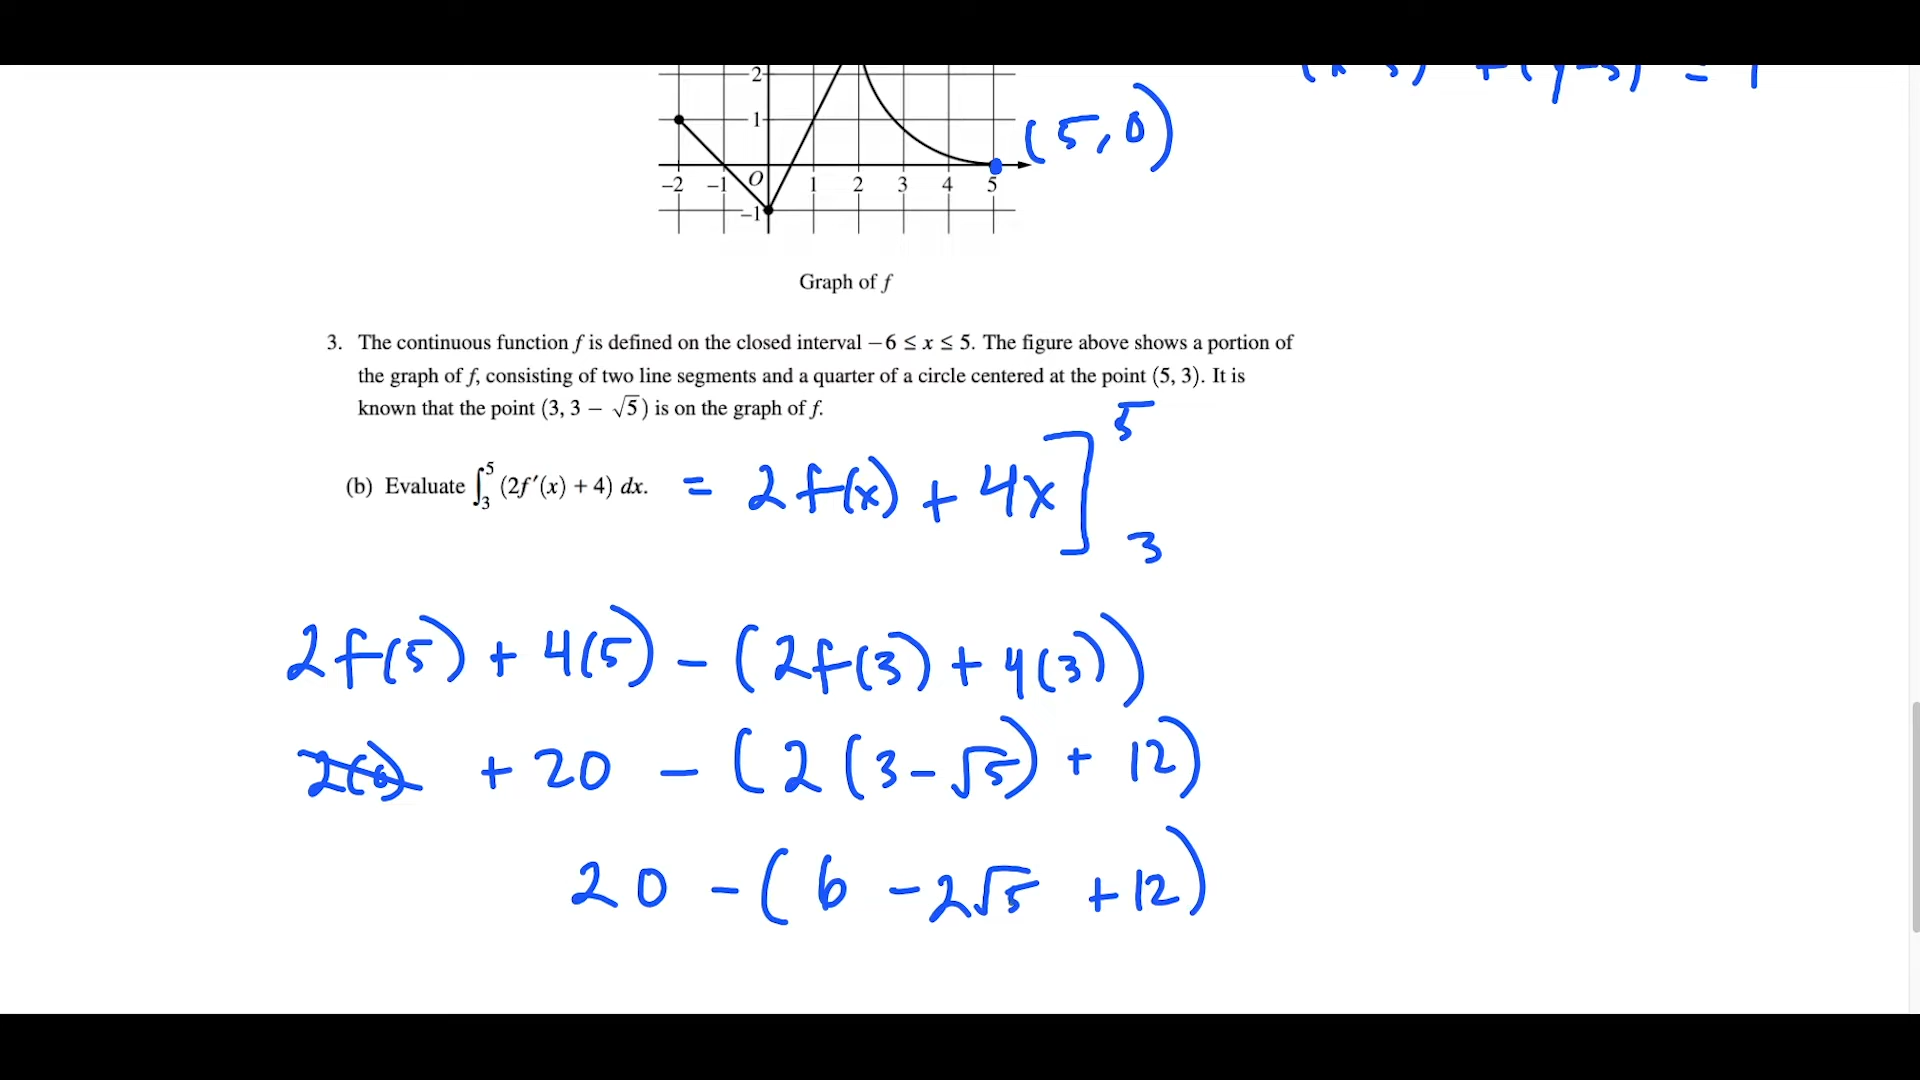 2
1
(5, 0)
−2 −1 O 1 2 3 4 5
−1
Graph of f
3. The continuous function f is defined on the closed interval −6 ≤ x ≤ 5. The figure above shows a portion of
the graph of f, consisting of two line segments and a quarter of a circle centered at the point (5, 3). It is
known that the point (3, 3 − √5) is on the graph of f.
(b) Evaluate ∫₃⁵ (2f′(x) + 4) dx. = 2f(x) + 4x]₃⁵
2f(5) + 4(5) − (2f(3) + 4(3))
2(0) + 20 − (2(3−√5) + 12)
20 − (6 − 2√5 + 12)